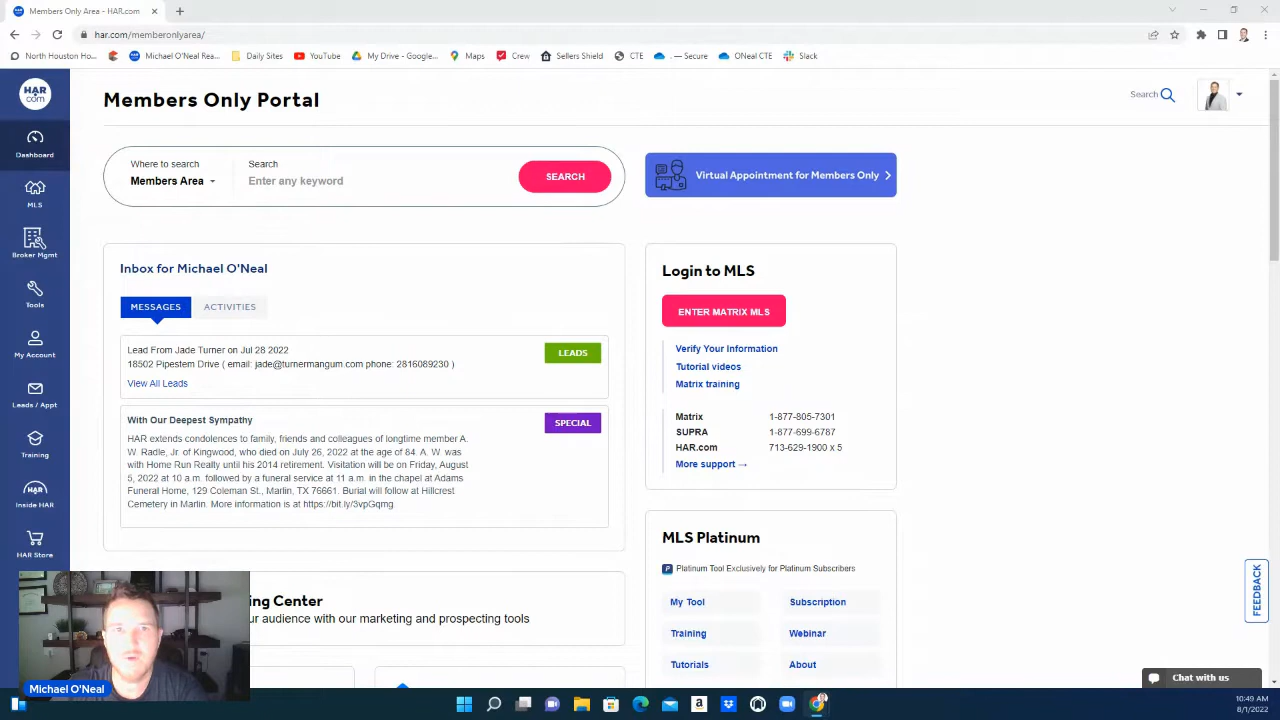 Members Only Area - HAR.com
har.com/memberonlyarea/
North Houston Ho...
Michael O'Neal Rea...
Daily Sites
YouTube
My Drive - Google...
Maps
Crew
Sellers Shield
CTE
. — Secure
ONeal CTE
Slack
HAR
com
Dashboard
MLS
Broker Mgmt
Tools
My Account
Leads / Appt
Training
HAR
Inside HAR
HAR Store
Members Only Portal
Search
Where to search
Members Area
Search
Enter any keyword
SEARCH
Virtual Appointment for Members Only
Inbox for Michael O'Neal
MESSAGES
ACTIVITIES
Lead From Jade Turner on Jul 28 2022
18502 Pipestem Drive ( email: jade@turnermangum.com phone: 2816089230 )
View All Leads
LEADS
With Our Deepest Sympathy
SPECIAL
HAR extends condolences to family, friends and colleagues of longtime member A.
W. Radle, Jr. of Kingwood, who died on July 26, 2022 at the age of 84. A. W. was
with Home Run Realty until his 2014 retirement. Visitation will be on Friday, August
5, 2022 at 10 a.m. followed by a funeral service at 11 a.m. in the chapel at Adams
Funeral Home, 129 Coleman St., Marlin, TX 76661. Burial will follow at Hillcrest
Cemetery in Marlin. More information is at https://bit.ly/3vpGqmg.
Login to MLS
ENTER MATRIX MLS
Verify Your Information
Tutorial videos
Matrix training
Matrix 1-877-805-7301
SUPRA 1-877-699-6787
HAR.com 713-629-1900 x 5
More support →
MLS Platinum
P Platinum Tool Exclusively for Platinum Subscribers
My Tool
Subscription
Training
Webinar
Tutorials
About
ing Center
ur audience with our marketing and prospecting tools
FEEDBACK
Chat with us
Michael O'Neal
10:49 AM
8/1/2022